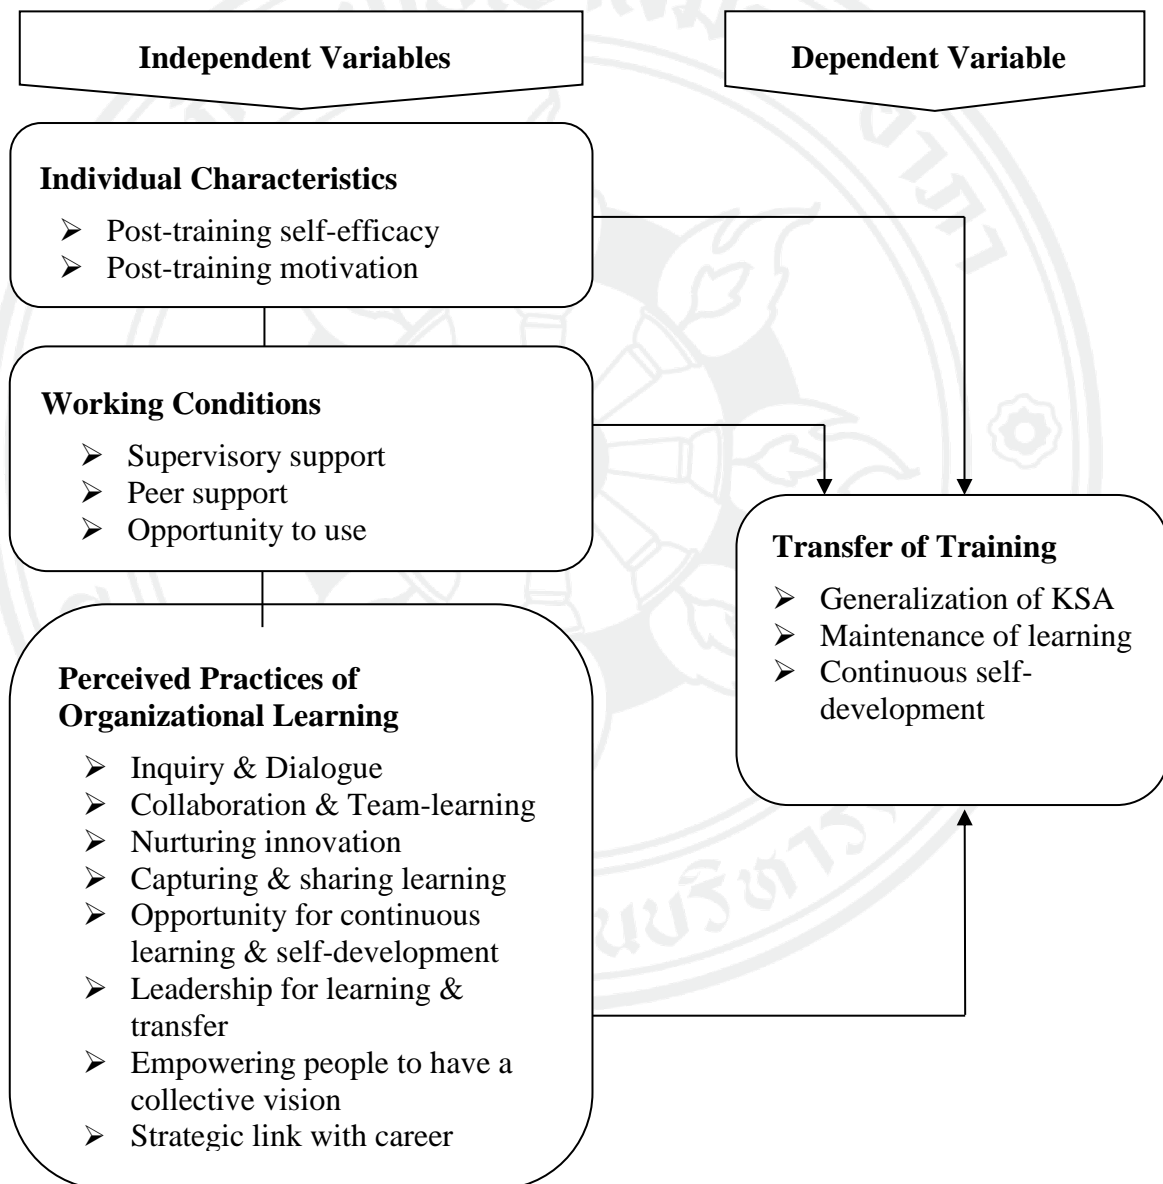 Independent Variables
Dependent Variable
Individual Characteristics
➢ Post-training self-efficacy
➢ Post-training motivation
Working Conditions
➢ Supervisory support
➢ Peer support
➢ Opportunity to use
Transfer of Training
➢ Generalization of KSA
➢ Maintenance of learning
➢ Continuous self-
development
Perceived Practices of
Organizational Learning
➢ Inquiry & Dialogue
➢ Collaboration & Team-learning
➢ Nurturing innovation
➢ Capturing & sharing learning
➢ Opportunity for continuous
learning & self-development
➢ Leadership for learning &
transfer
➢ Empowering people to have a
collective vision
➢ Strategic link with career